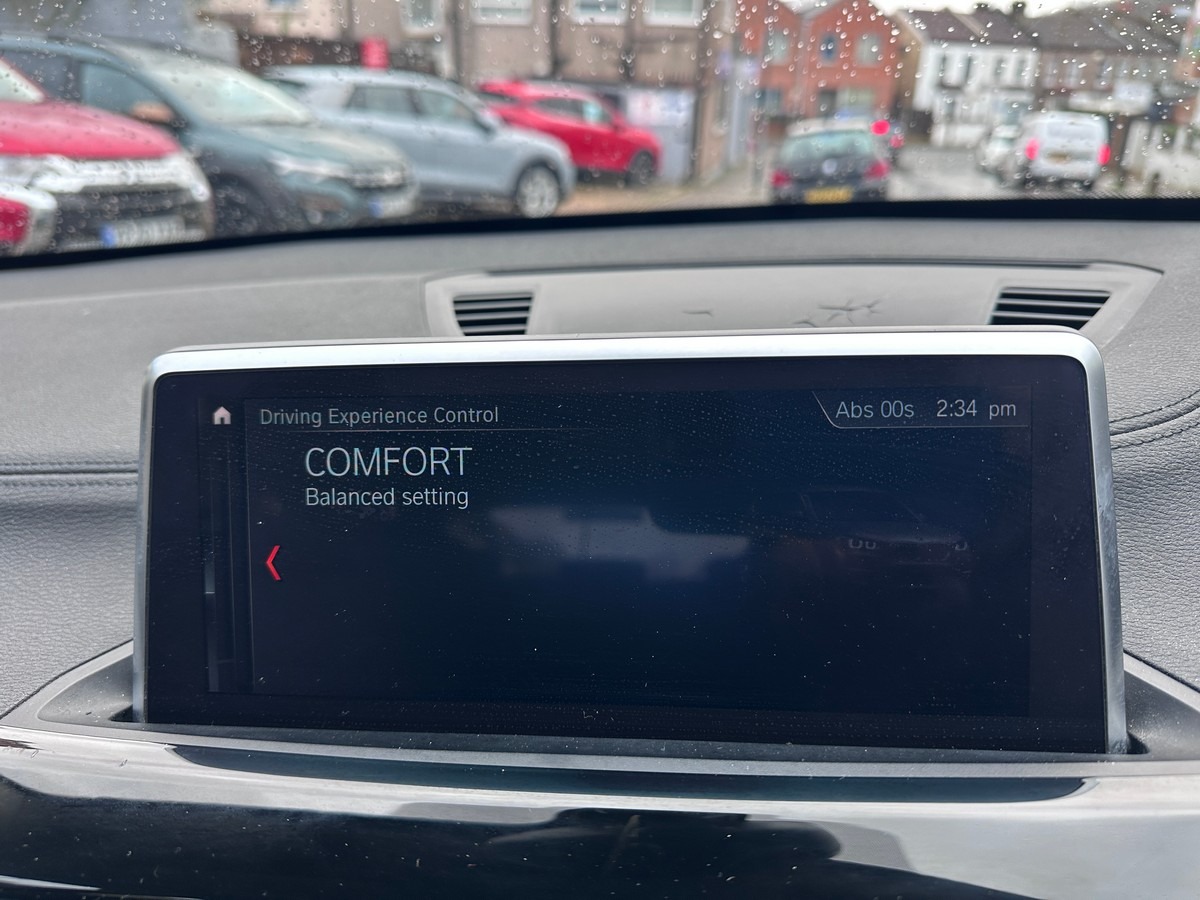 Driving Experience Control
Abs 00s 2:34 pm
COMFORT
Balanced setting